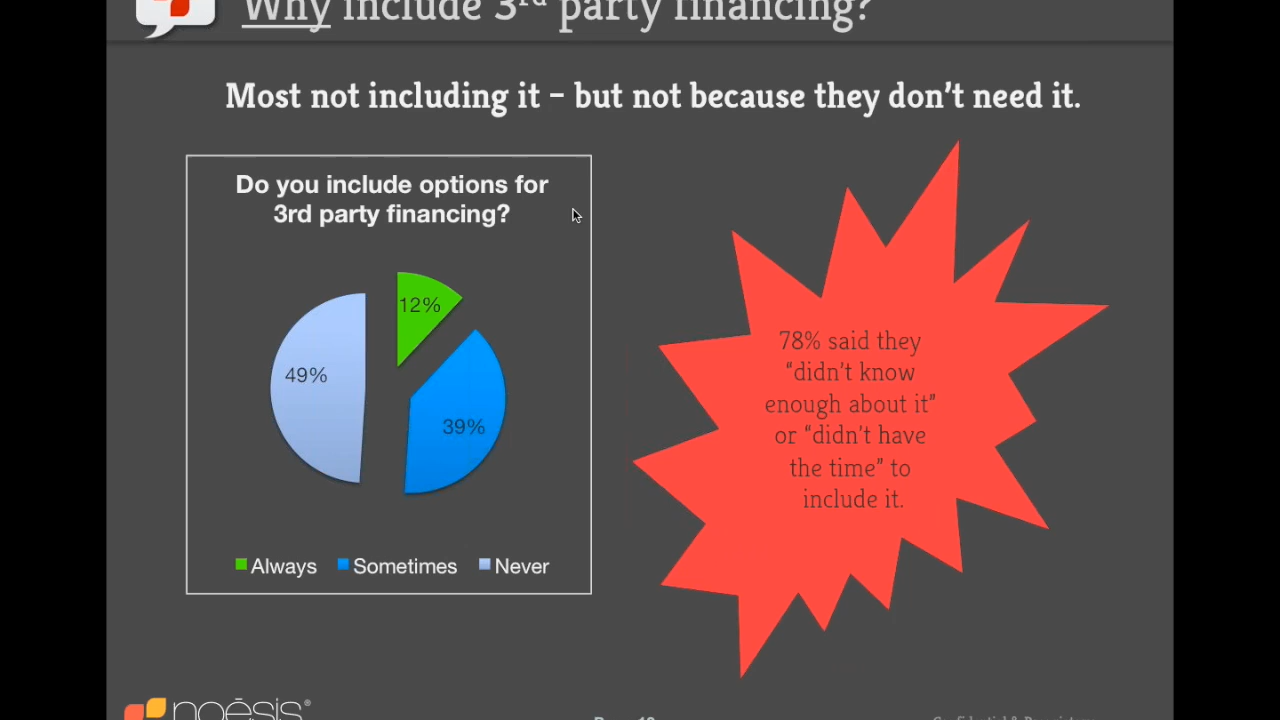 Why include 3rd party financing?
Most not including it – but not because they don't need it.
Do you include options for
3rd party financing?
12%
49%
39%
Always Sometimes Never
78% said they
“didn't know
enough about it”
or “didn't have
the time” to
include it.
noēsis®